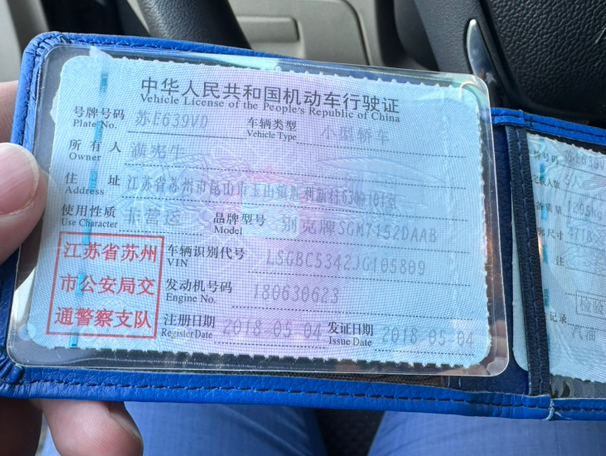 中华人民共和国机动车行驶证
Vehicle License of the People's Republic of China
号牌号码 苏E639VD 车辆类型 小型轿车
Plate No. Vehicle Type
所有人
Owner
住址 江苏省苏州市昆山市玉山镇
Address
使用性质 非营运 品牌型号 别克牌SGM7152DAAB
Use Character Model
江苏省苏州
市公安局交
通警察支队
车辆识别代号 LSGBC5342JG105809
VIN
发动机号码 180630623
Engine No.
注册日期 2018-05-04 发证日期 2018-05-04
Register Date Issue Date
记录
汽油